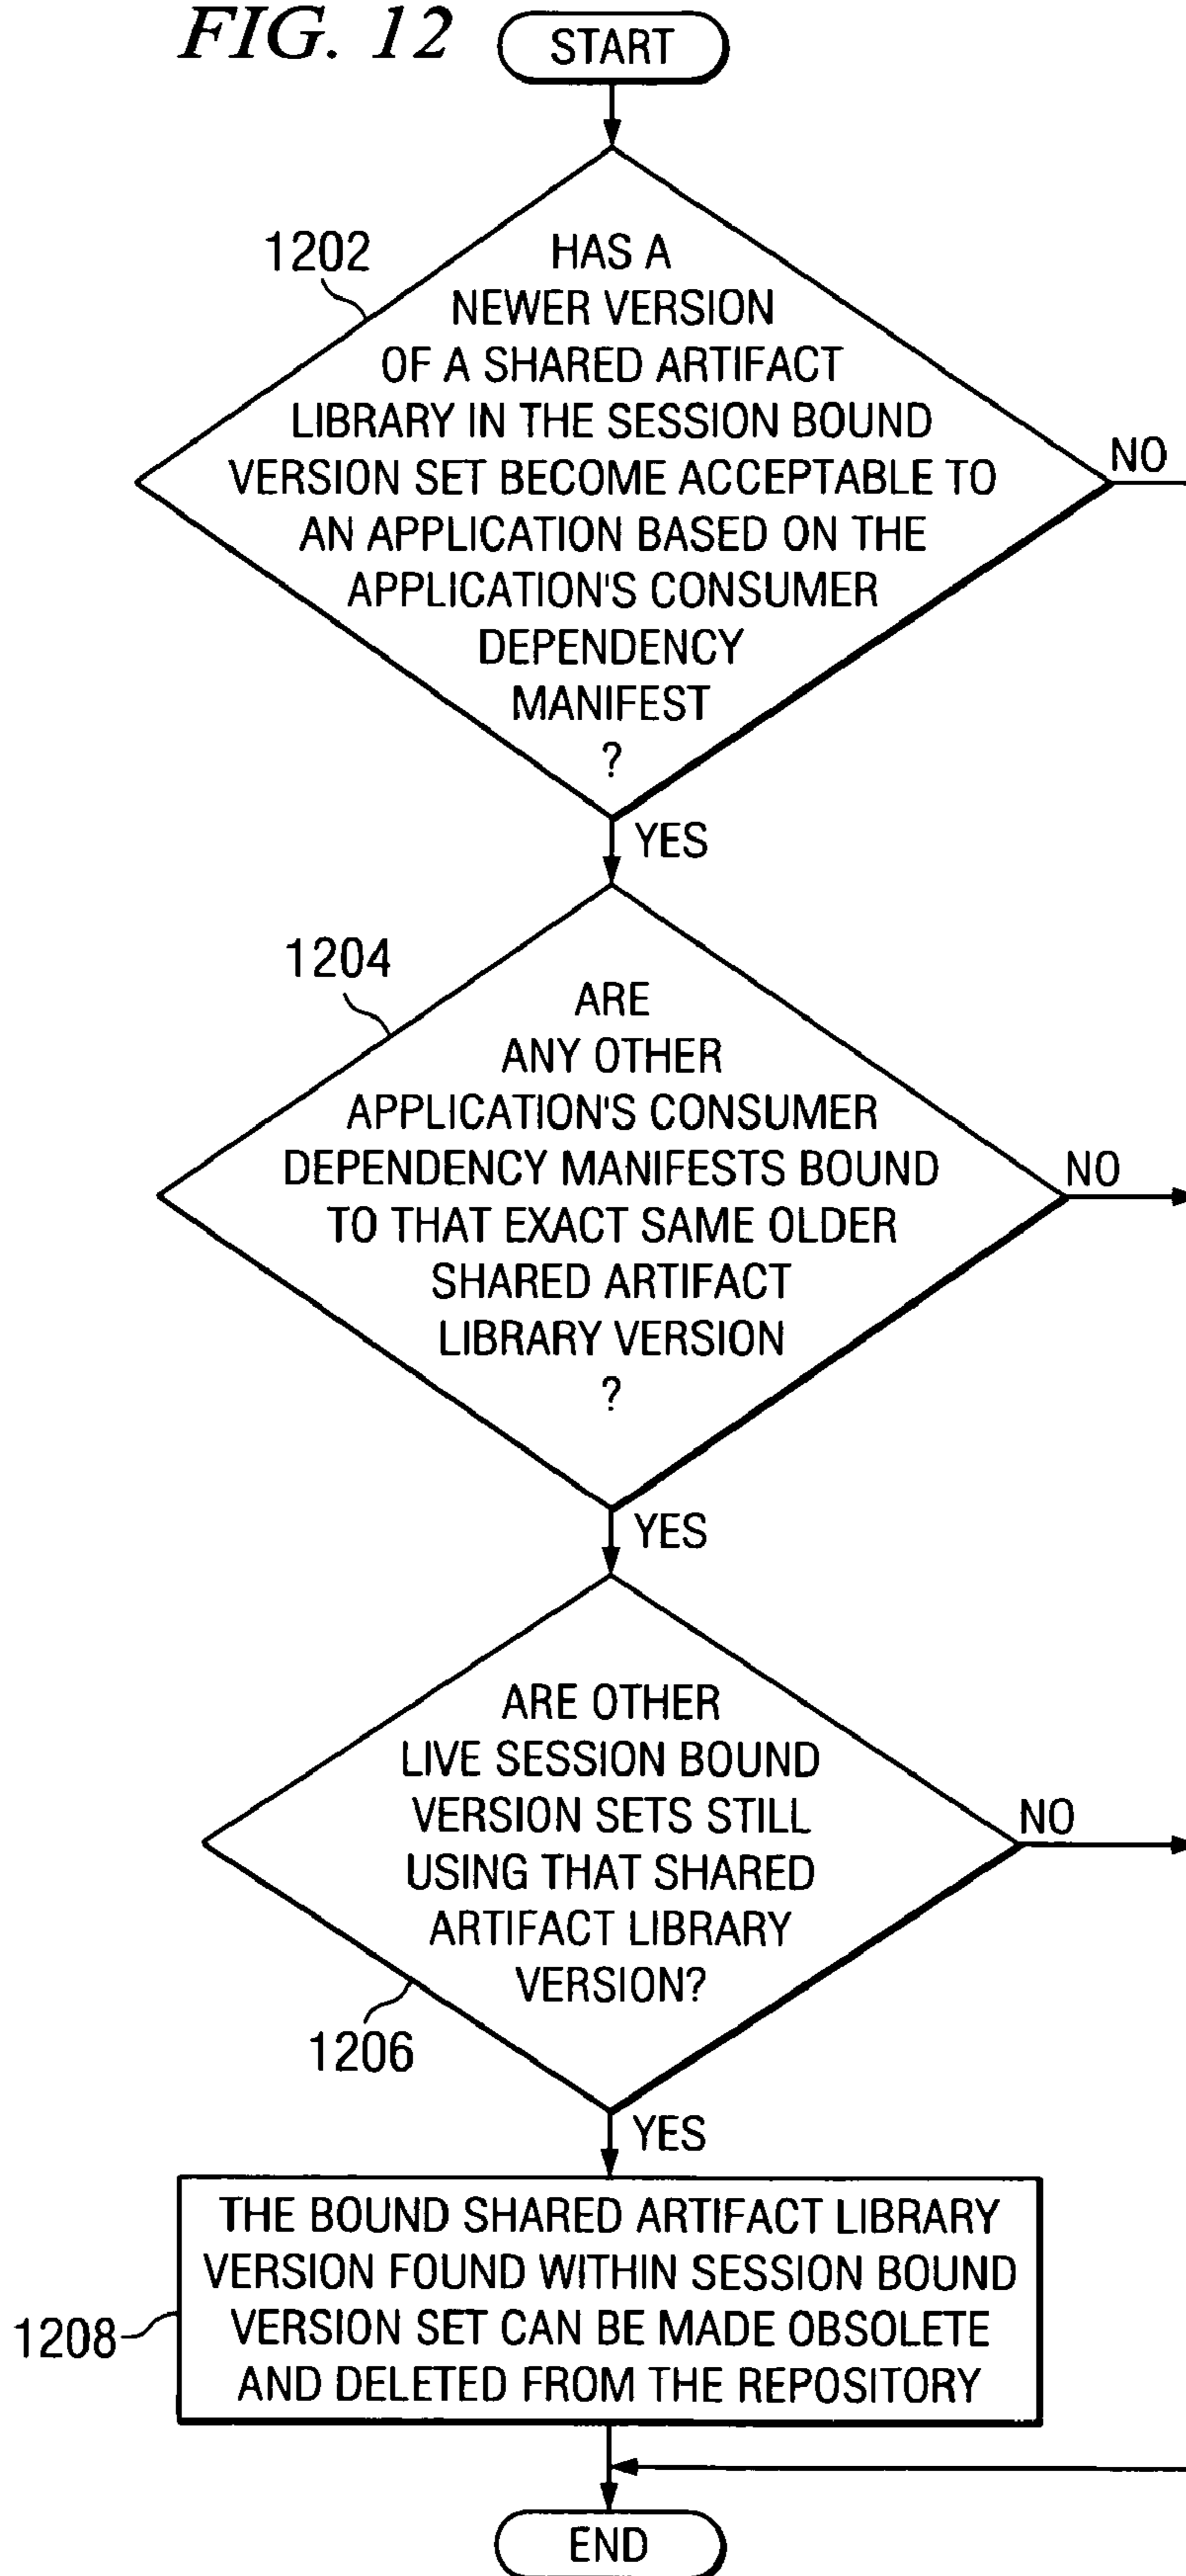 FIG. 12
START
1202
HAS A
NEWER VERSION
OF A SHARED ARTIFACT
LIBRARY IN THE SESSION BOUND
VERSION SET BECOME ACCEPTABLE TO
AN APPLICATION BASED ON THE
APPLICATION'S CONSUMER
DEPENDENCY
MANIFEST
?
NO
YES
1204
ARE
ANY OTHER
APPLICATION'S CONSUMER
DEPENDENCY MANIFESTS BOUND
TO THAT EXACT SAME OLDER
SHARED ARTIFACT
LIBRARY VERSION
?
NO
YES
ARE OTHER
LIVE SESSION BOUND
VERSION SETS STILL
USING THAT SHARED
ARTIFACT LIBRARY
VERSION?
NO
1206
YES
THE BOUND SHARED ARTIFACT LIBRARY
VERSION FOUND WITHIN SESSION BOUND
VERSION SET CAN BE MADE OBSOLETE
AND DELETED FROM THE REPOSITORY
1208
END